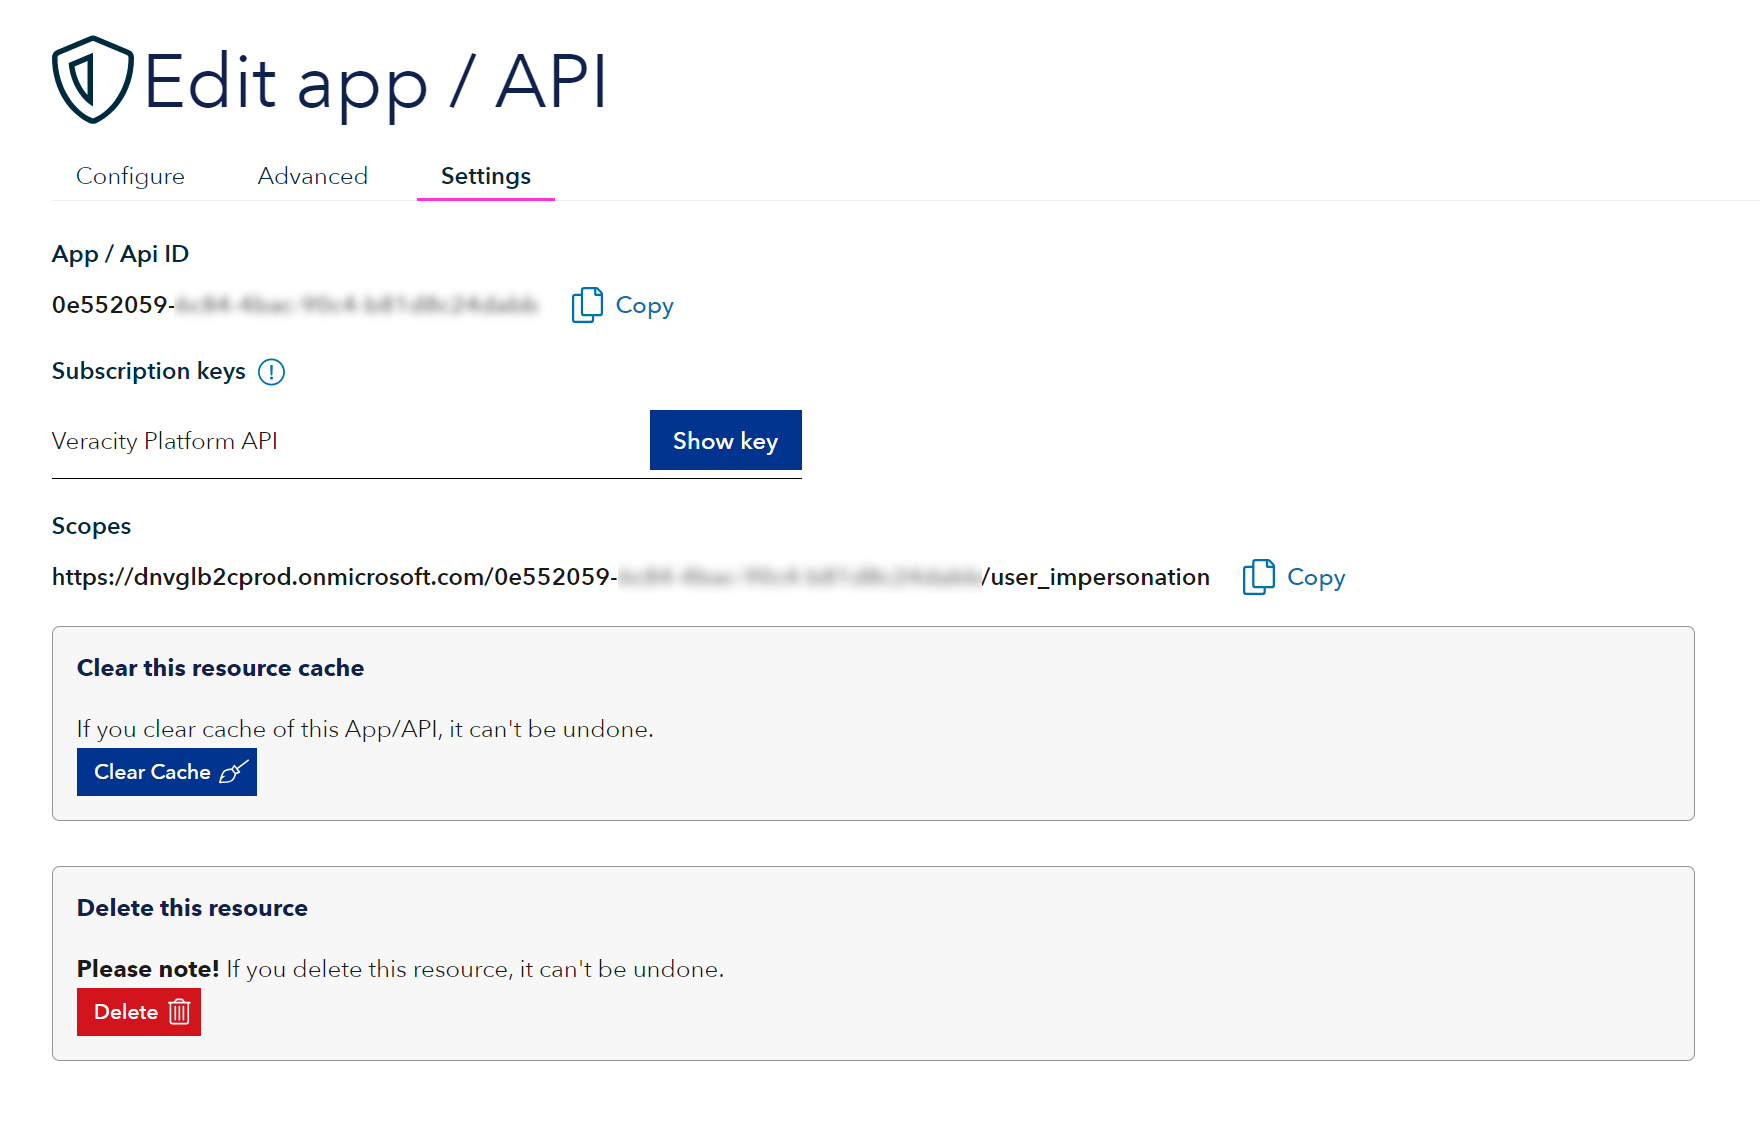 Edit app / API
Configure Advanced Settings
App / Api ID
0e552059- Copy
Subscription keys
Veracity Platform API Show key
Scopes
https://dnvglb2cprod.onmicrosoft.com/0e552059- /user_impersonation Copy
Clear this resource cache
If you clear cache of this App/API, it can't be undone.
Clear Cache
Delete this resource
Please note! If you delete this resource, it can't be undone.
Delete